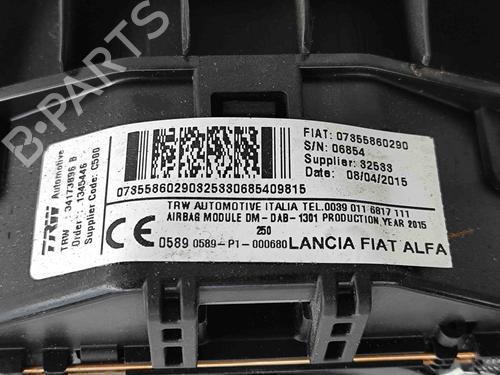 TRW Automotive
TRW : 34173896 B
Order : 1345446
Supplier Code: C500
FIAT: 07355860290
S/N: 06854
Supplier: 32533
Date: 08/04/2015
07355860290325330685409815
TRW AUTOMOTIVE ITALIA TEL.0039 011 6817 111
AIRBAG MODULE DM-DAB-1301 PRODUCTION YEAR 2015
250
CE 0589 0589-P1-000680 LANCIA FIAT ALFA
B-PARTS